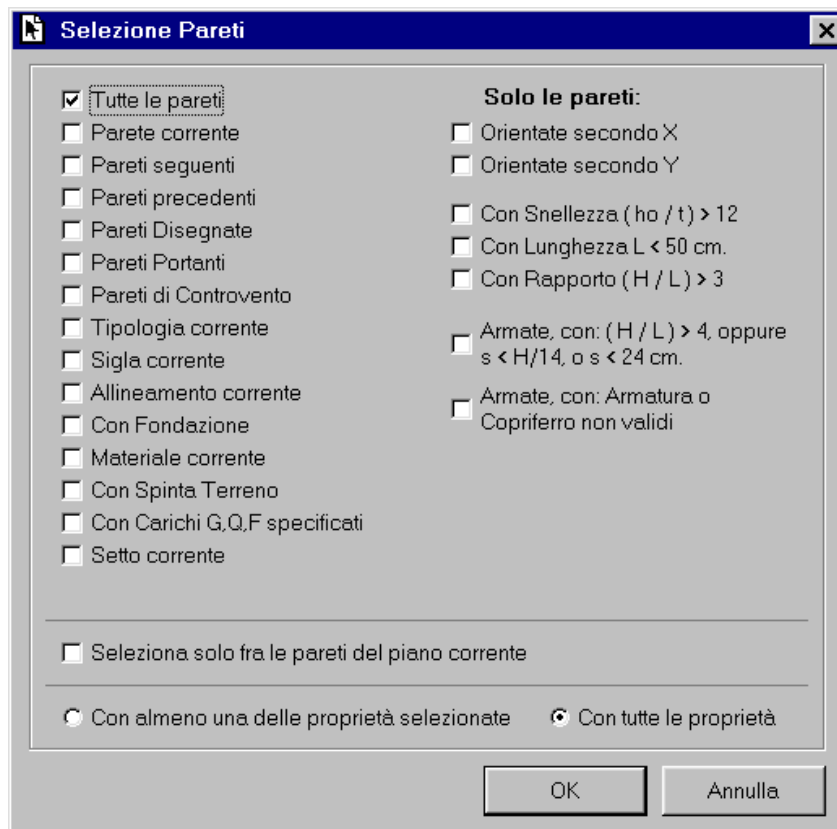 Selezione Pareti
Tutte le pareti
Parete corrente
Pareti seguenti
Pareti precedenti
Pareti Disegnate
Pareti Portanti
Pareti di Controvento
Tipologia corrente
Sigla corrente
Allineamento corrente
Con Fondazione
Materiale corrente
Con Spinta Terreno
Con Carichi G,Q,F specificati
Setto corrente
Solo le pareti:
Orientate secondo X
Orientate secondo Y
Con Snellezza ( ho / t ) > 12
Con Lunghezza L < 50 cm.
Con Rapporto ( H / L ) > 3
Armate, con: ( H / L ) > 4, oppure
s < H/14, o s < 24 cm.
Armate, con: Armatura o
Copriferro non validi
Seleziona solo fra le pareti del piano corrente
Con almeno una delle proprietà selezionate
Con tutte le proprietà
OK
Annulla